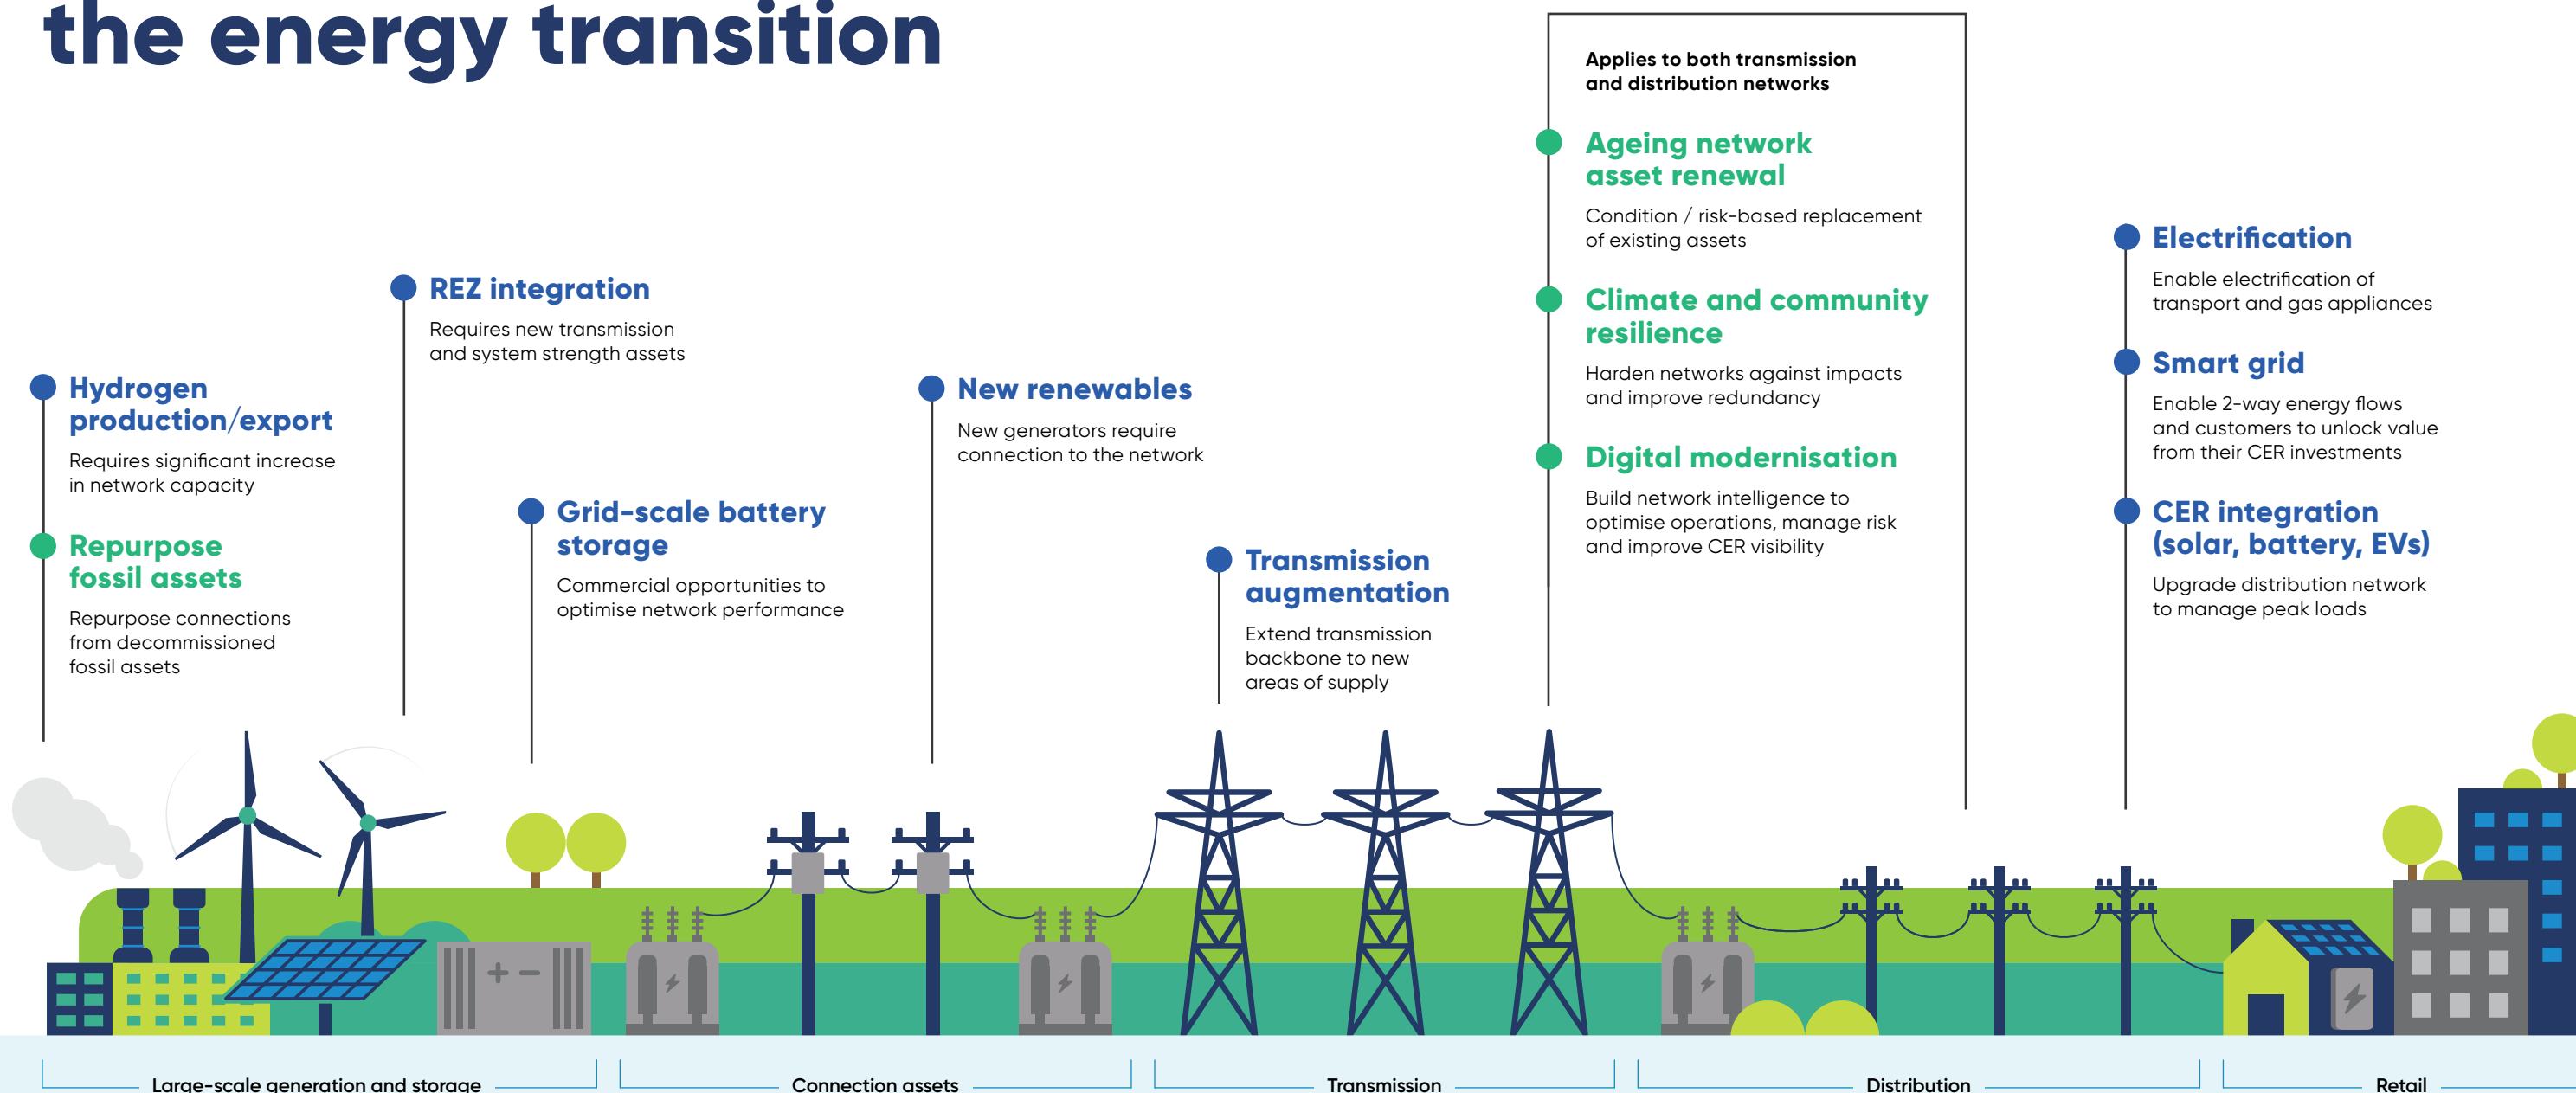 the energy transition
Hydrogen
production/export
Requires significant increase
in network capacity
Repurpose
fossil assets
Repurpose connections
from decommissioned
fossil assets
REZ integration
Requires new transmission
and system strength assets
Grid-scale battery
storage
Commercial opportunities to
optimise network performance
New renewables
New generators require
connection to the network
Transmission
augmentation
Extend transmission
backbone to new
areas of supply
Applies to both transmission
and distribution networks
Ageing network
asset renewal
Condition / risk-based replacement
of existing assets
Climate and community
resilience
Harden networks against impacts
and improve redundancy
Digital modernisation
Build network intelligence to
optimise operations, manage risk
and improve CER visibility
Electrification
Enable electrification of
transport and gas appliances
Smart grid
Enable 2-way energy flows
and customers to unlock value
from their CER investments
CER integration
(solar, battery, EVs)
Upgrade distribution network
to manage peak loads
Large-scale generation and storage
Connection assets
Transmission
Distribution
Retail